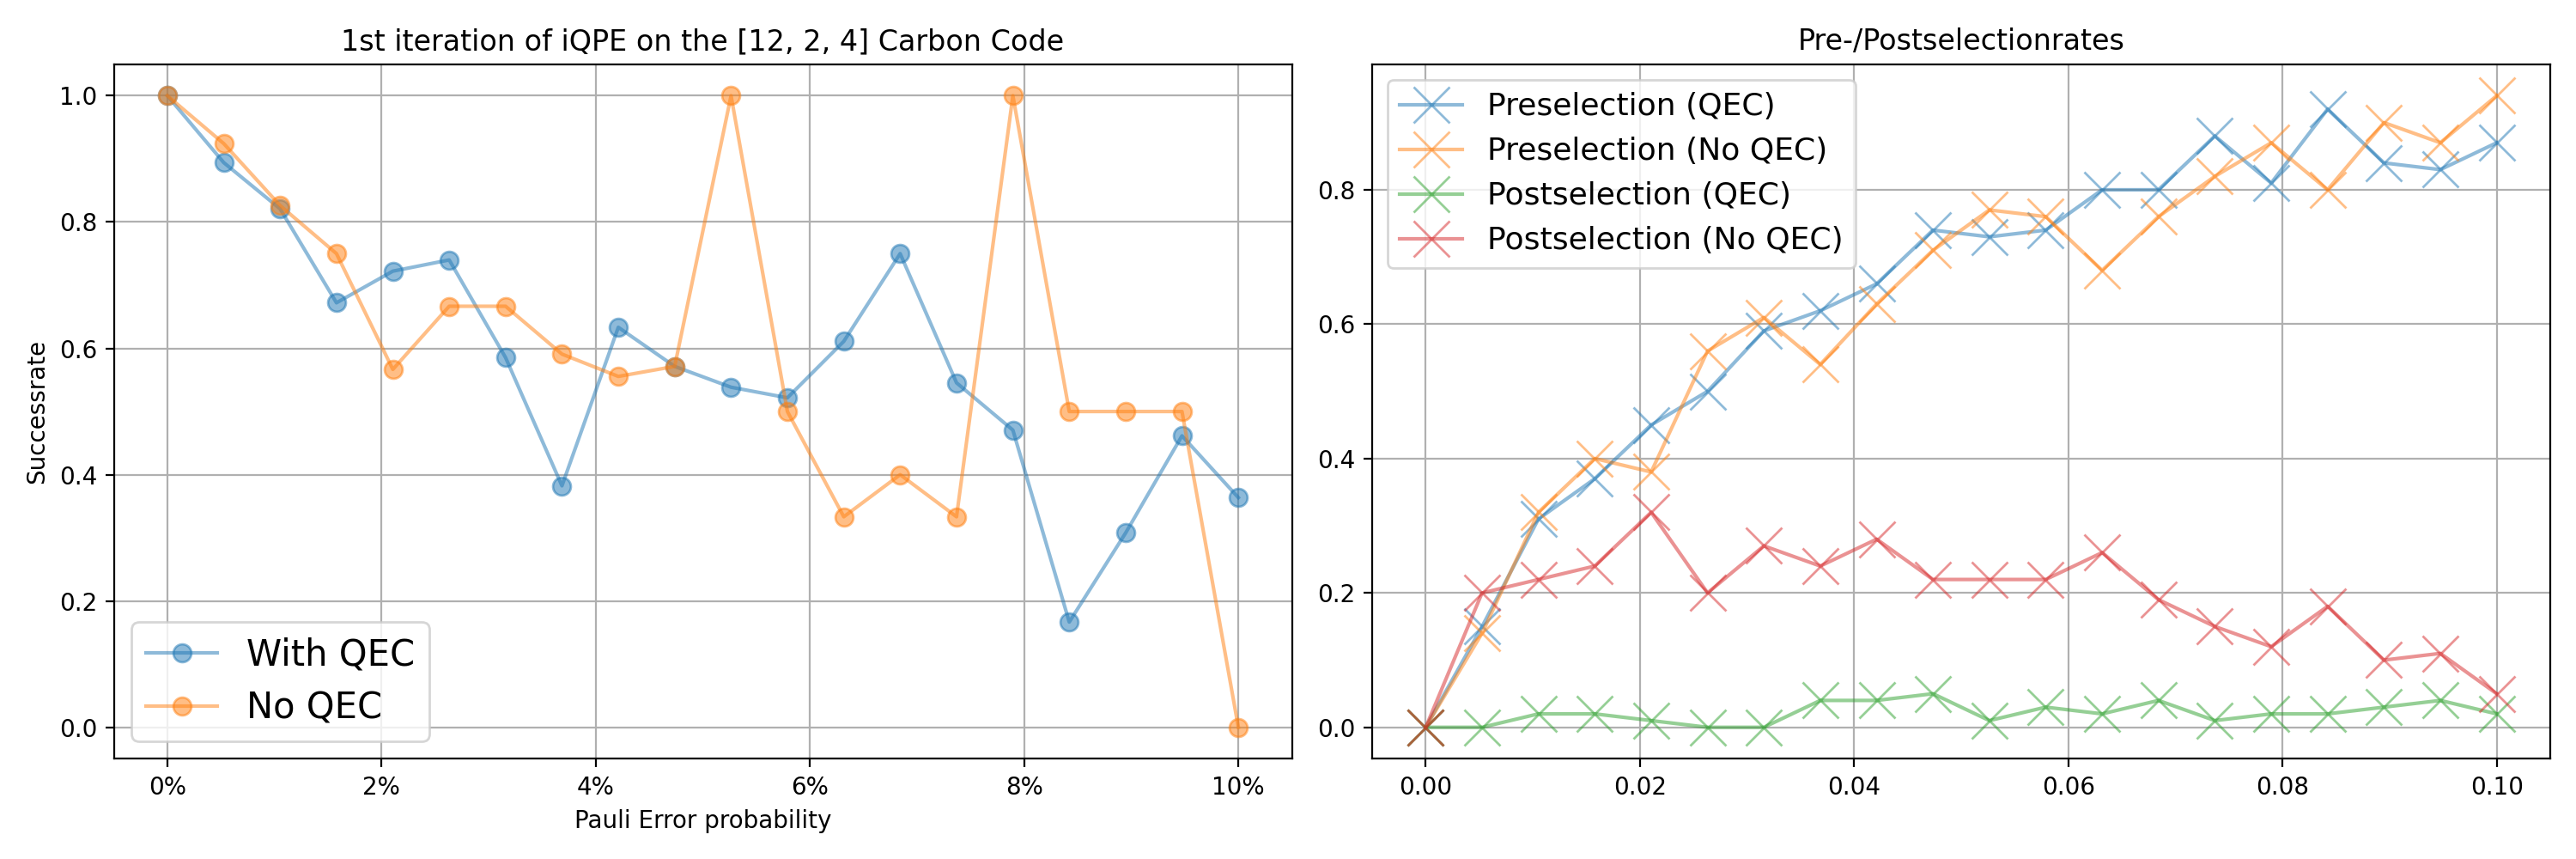 1st iteration of iQPE on the [12, 2, 4] Carbon Code
Successrate
1.0
0.8
0.6
0.4
0.2
0.0
With QEC
No QEC
0%
2%
4%
6%
8%
10%
Pauli Error probability
Pre-/Postselectionrates
Preselection (QEC)
Preselection (No QEC)
Postselection (QEC)
Postselection (No QEC)
0.8
0.6
0.4
0.2
0.0
0.00
0.02
0.04
0.06
0.08
0.10